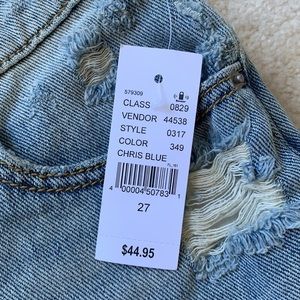 579309
CLASS 0829
VENDOR 44538
STYLE 0317
COLOR 349
CHRIS BLUE
4 00004 50783 1
27
$44.95